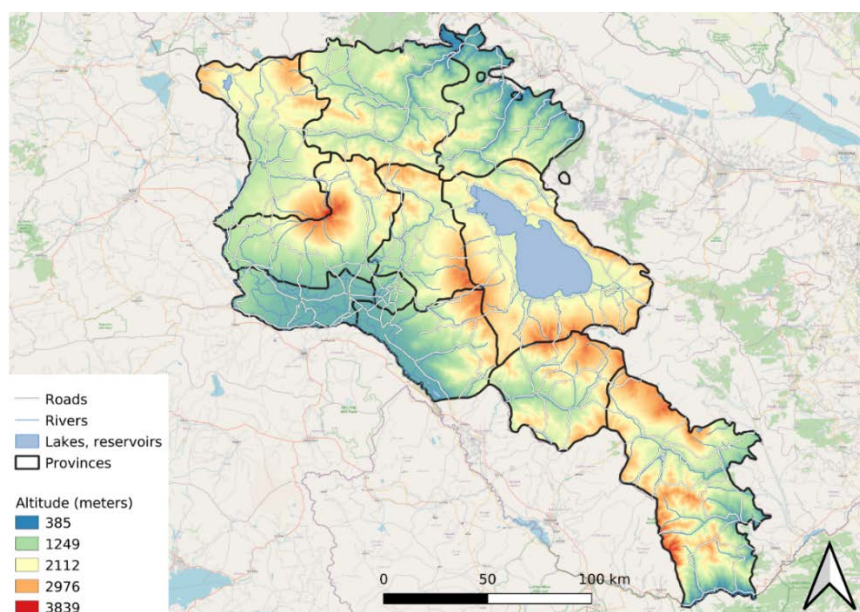 Roads
Rivers
Lakes, reservoirs
Provinces
Altitude (meters)
385
1249
2112
2976
3839
0 50 100 km